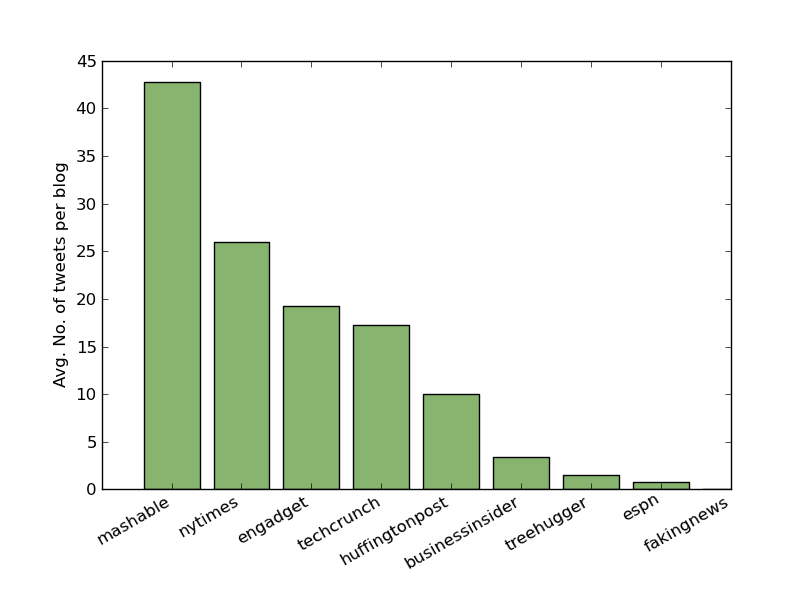 45
40
35
30
25
20
15
10
5
0
Avg. No. of tweets per blog
mashable
nytimes
engadget
techcrunch
huffingtonpost
businessinsider
treehugger
espn
fakingnews